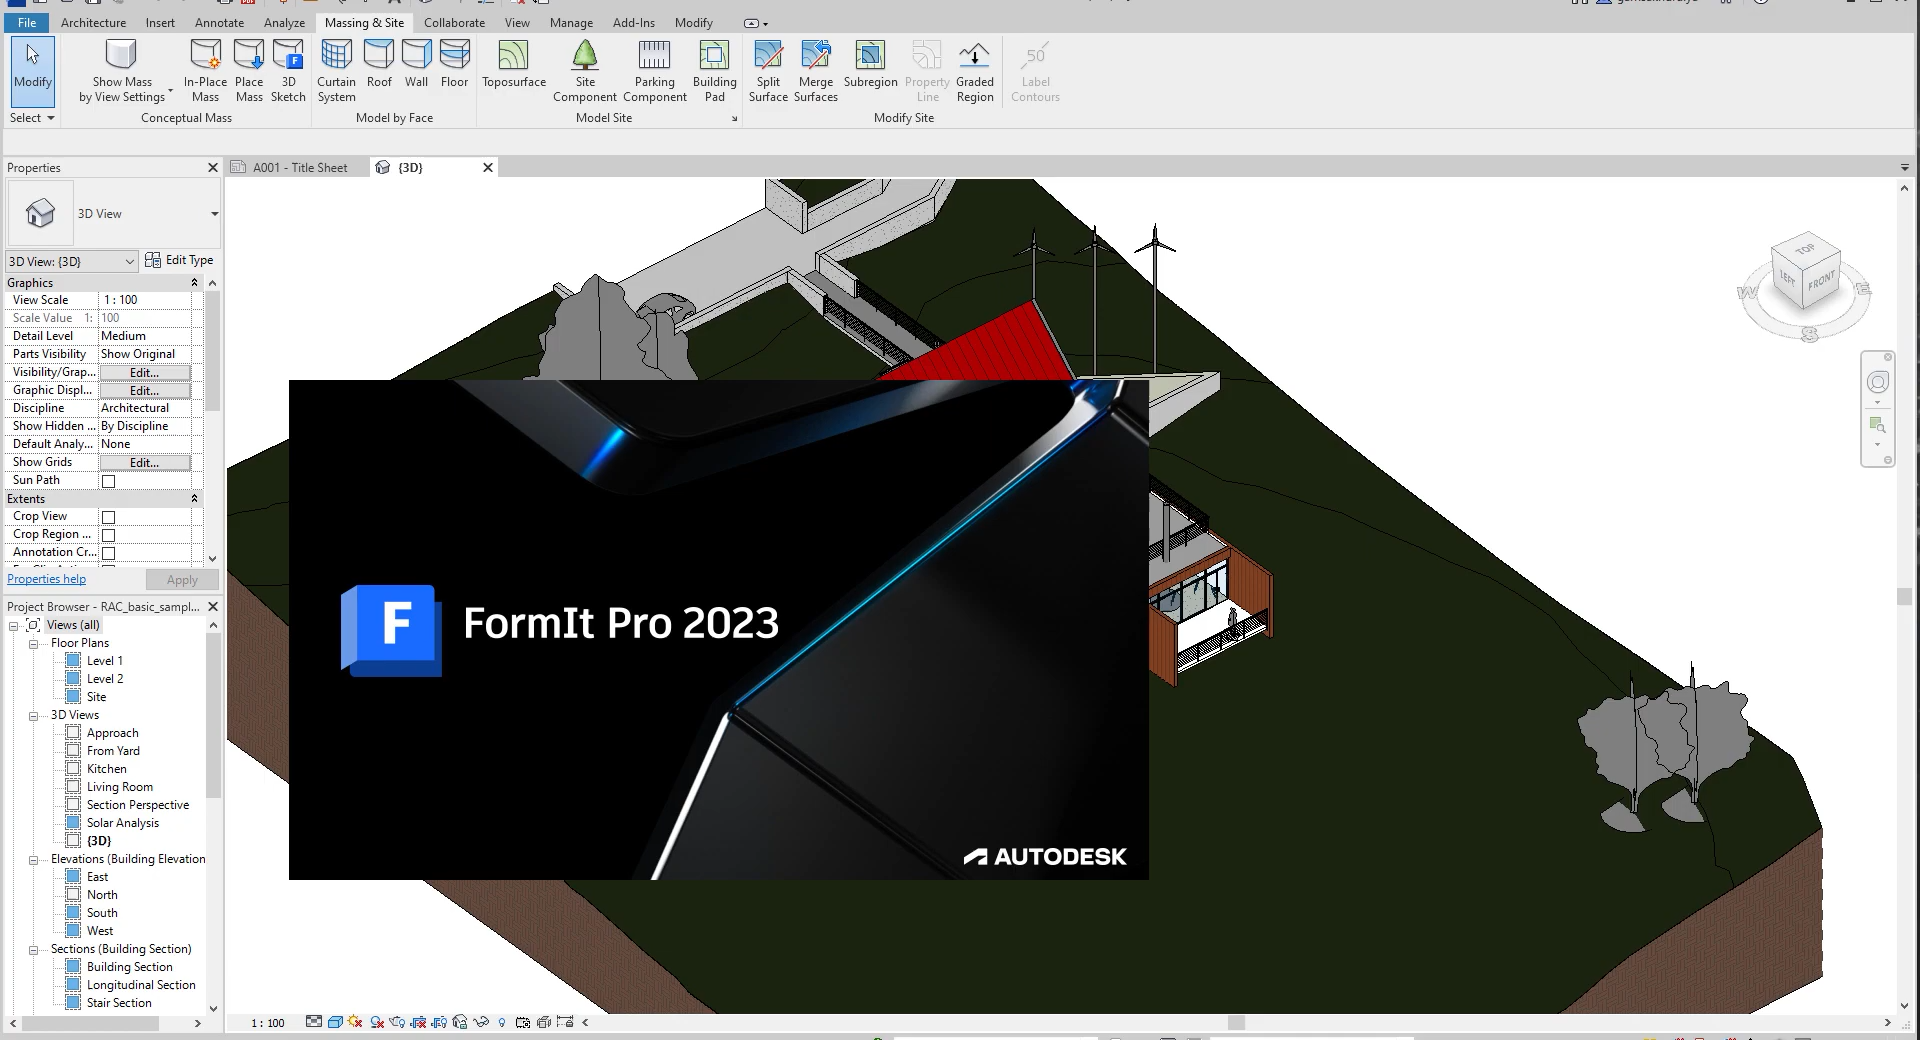 File Architecture Insert Annotate Analyze Massing & Site Collaborate View Manage Add-Ins Modify
Modify
Show Mass
by View Settings
In-Place
Mass
Place
Mass
3D
Sketch
Curtain
System
Roof
Wall
Floor
Toposurface
Site
Component
Parking
Component
Building
Pad
Split
Surface
Merge
Surfaces
Subregion
Property
Line
Graded
Region
50
Label
Contours
Select
Conceptual Mass
Model by Face
Model Site
Modify Site
Properties
A001 - Title Sheet
{3D}
3D View
3D View: {3D}
Edit Type
Graphics
View Scale 1 : 100
Scale Value 1: 100
Detail Level Medium
Parts Visibility Show Original
Visibility/Grap... Edit...
Graphic Displ... Edit...
Discipline Architectural
Show Hidden ... By Discipline
Default Analy... None
Show Grids Edit...
Sun Path
Extents
Crop View
Crop Region ...
Annotation Cr...
Properties help
Apply
Project Browser - RAC_basic_sampl...
Views (all)
Floor Plans
Level 1
Level 2
Site
3D Views
Approach
From Yard
Kitchen
Living Room
Section Perspective
Solar Analysis
{3D}
Elevations (Building Elevation
East
North
South
West
Sections (Building Section)
Building Section
Longitudinal Section
Stair Section
TOP
LEFT
FRONT
W
E
S
F
FormIt Pro 2023
AUTODESK
1 : 100